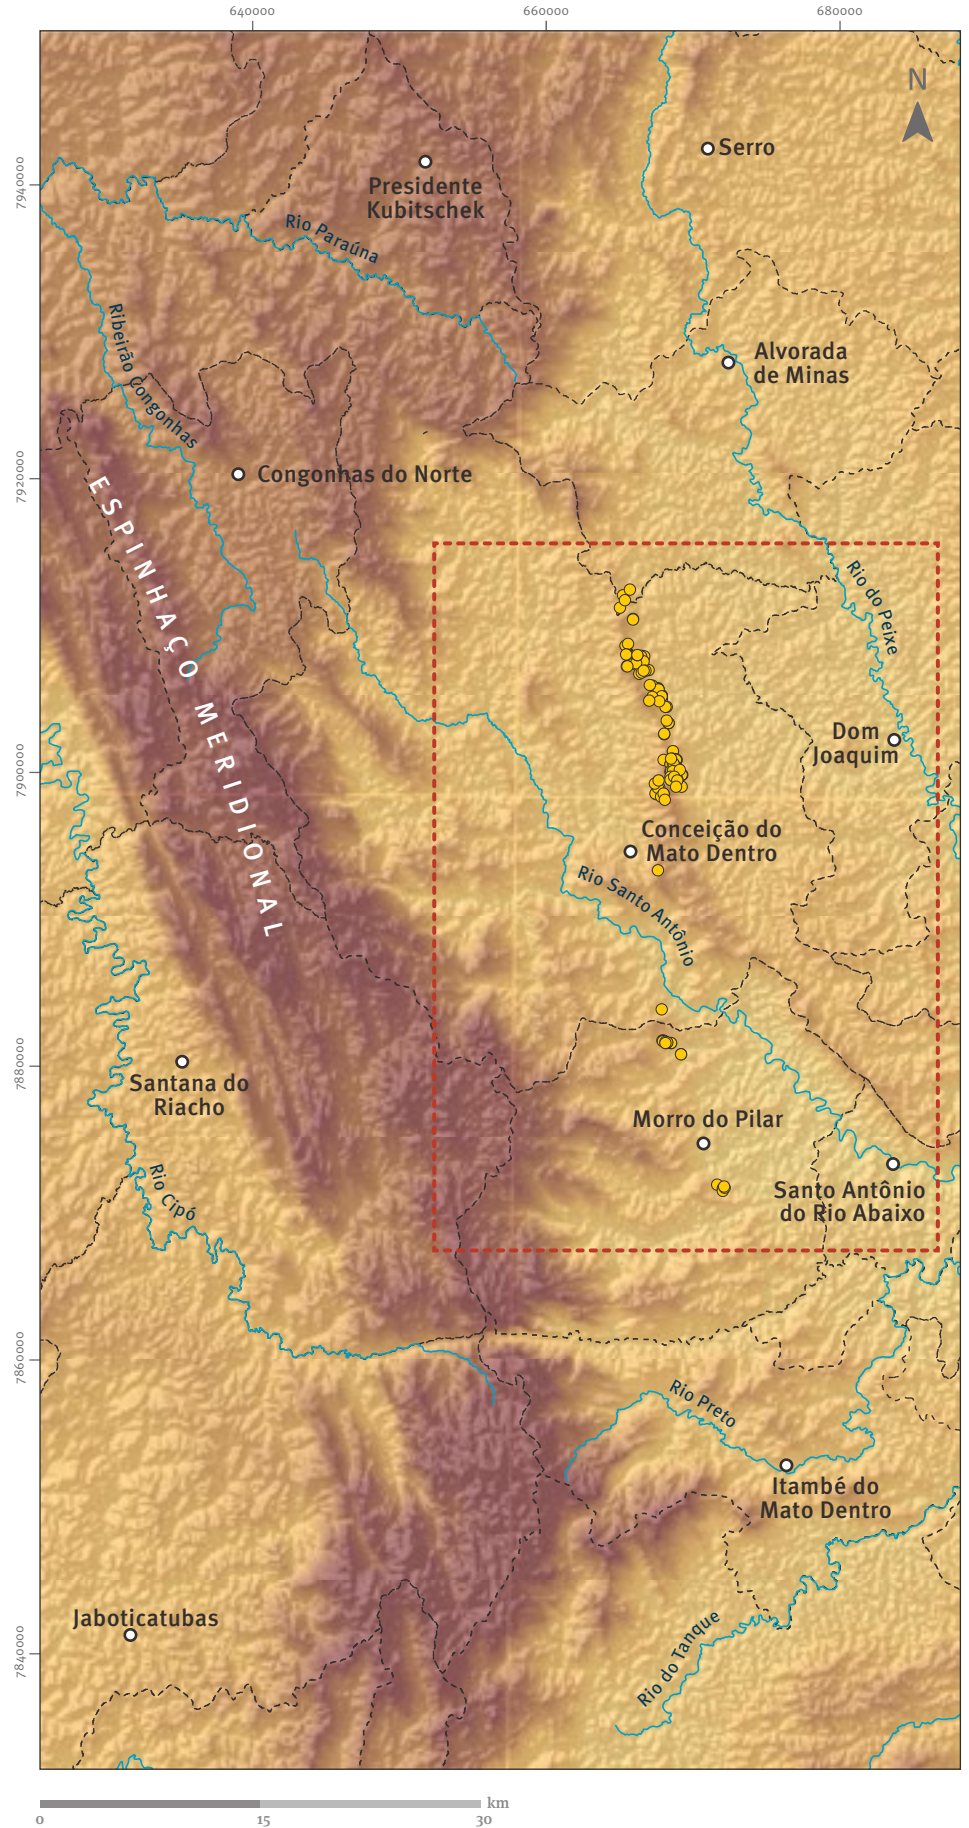 640000
660000
680000
N
Serro
7940000
Presidente
Kubitschek
Rio Paraúna
Ribeirão Congonhas
Alvorada
de Minas
7920000
Congonhas do Norte
ESPINHAÇO MERIDIONAL
Rio do Peixe
Dom
Joaquim
7900000
Conceição do
Mato Dentro
Rio Santo Antônio
7880000
Santana do
Riacho
Morro do Pilar
Rio Cipó
Santo Antônio
do Rio Abaixo
7860000
Rio Preto
Itambé do
Mato Dentro
Jaboticatubas
7840000
Rio do Tanque
km
0
15
30